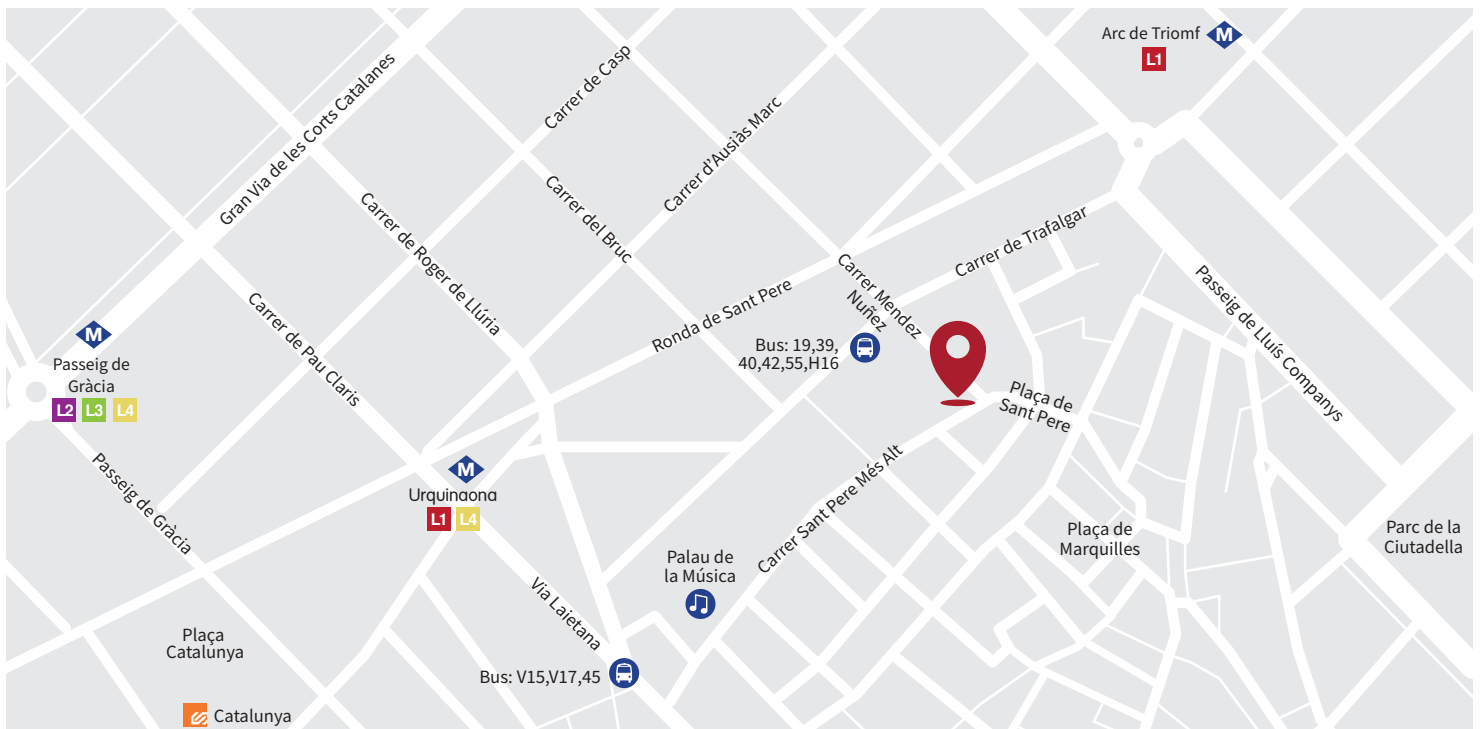 Arc de Triomf
M
L1
Gran Via de les Corts Catalanes
Carrer de Casp
Carrer d'Ausiàs Marc
Carrer de Roger de Llúria
Carrer del Bruc
Carrer de Trafalgar
Carrer Mendez
Nuñez
Passeig de Lluís Companys
Ronda de Sant Pere
Carrer de Pau Claris
M
Passeig de
Gràcia
L2 L3 L4
Bus: 19,39,
40,42,55,H16
Plaça de
Sant Pere
Passeig de Gràcia
M
Urquinaona
L1 L4
Carrer Sant Pere Més Alt
Plaça de
Marquilles
Parc de la
Ciutadella
Palau de
la Música
Via Laietana
Plaça
Catalunya
Bus: V15,V17,45
Catalunya